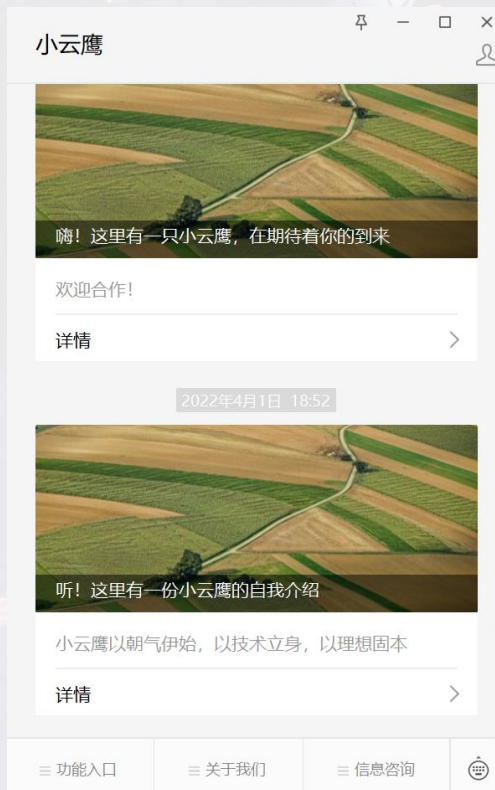 小云鹰
嗨！这里有一只小云鹰，在期待着你的到来
欢迎合作！
详情
2022年4月1日 18:52
听！这里有一份小云鹰的自我介绍
小云鹰以朝气伊始，以技术立身，以理想固本
详情
功能入口
关于我们
信息咨询